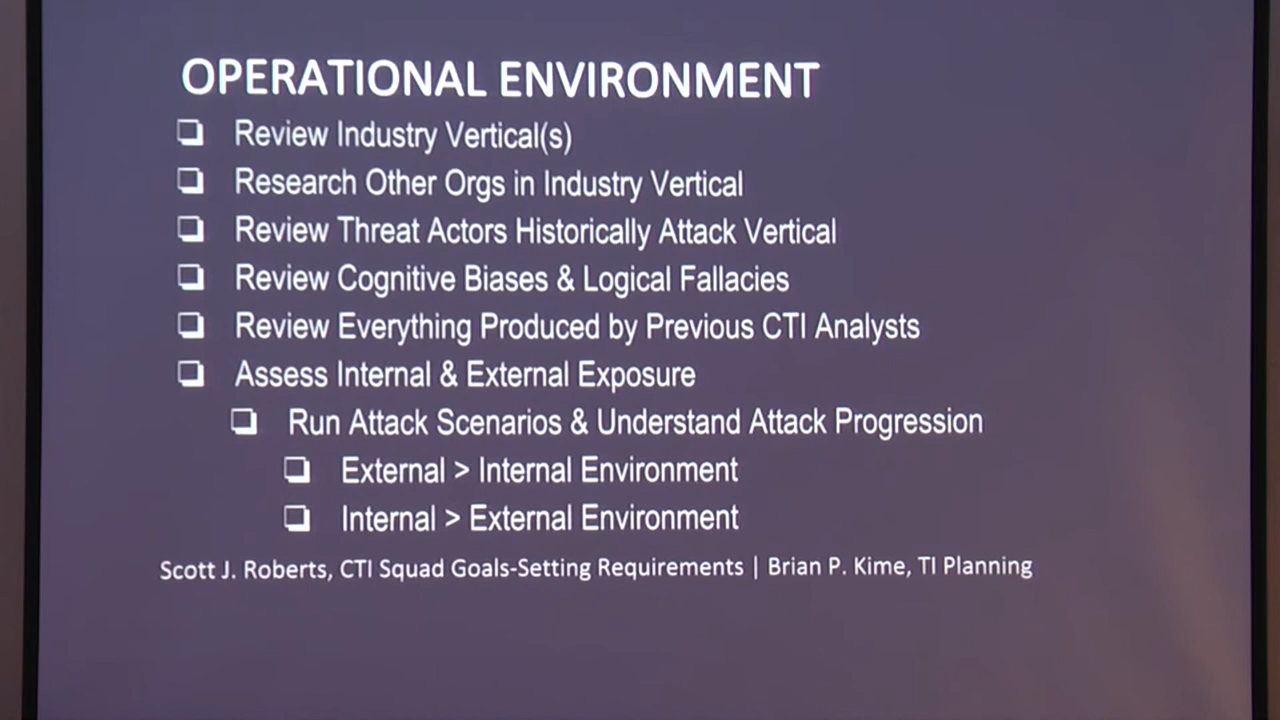 OPERATIONAL ENVIRONMENT
❑ Review Industry Vertical(s)
❑ Research Other Orgs in Industry Vertical
❑ Review Threat Actors Historically Attack Vertical
❑ Review Cognitive Biases & Logical Fallacies
❑ Review Everything Produced by Previous CTI Analysts
❑ Assess Internal & External Exposure
❑ Run Attack Scenarios & Understand Attack Progression
❑ External > Internal Environment
❑ Internal > External Environment
Scott J. Roberts, CTI Squad Goals-Setting Requirements | Brian P. Kime, TI Planning